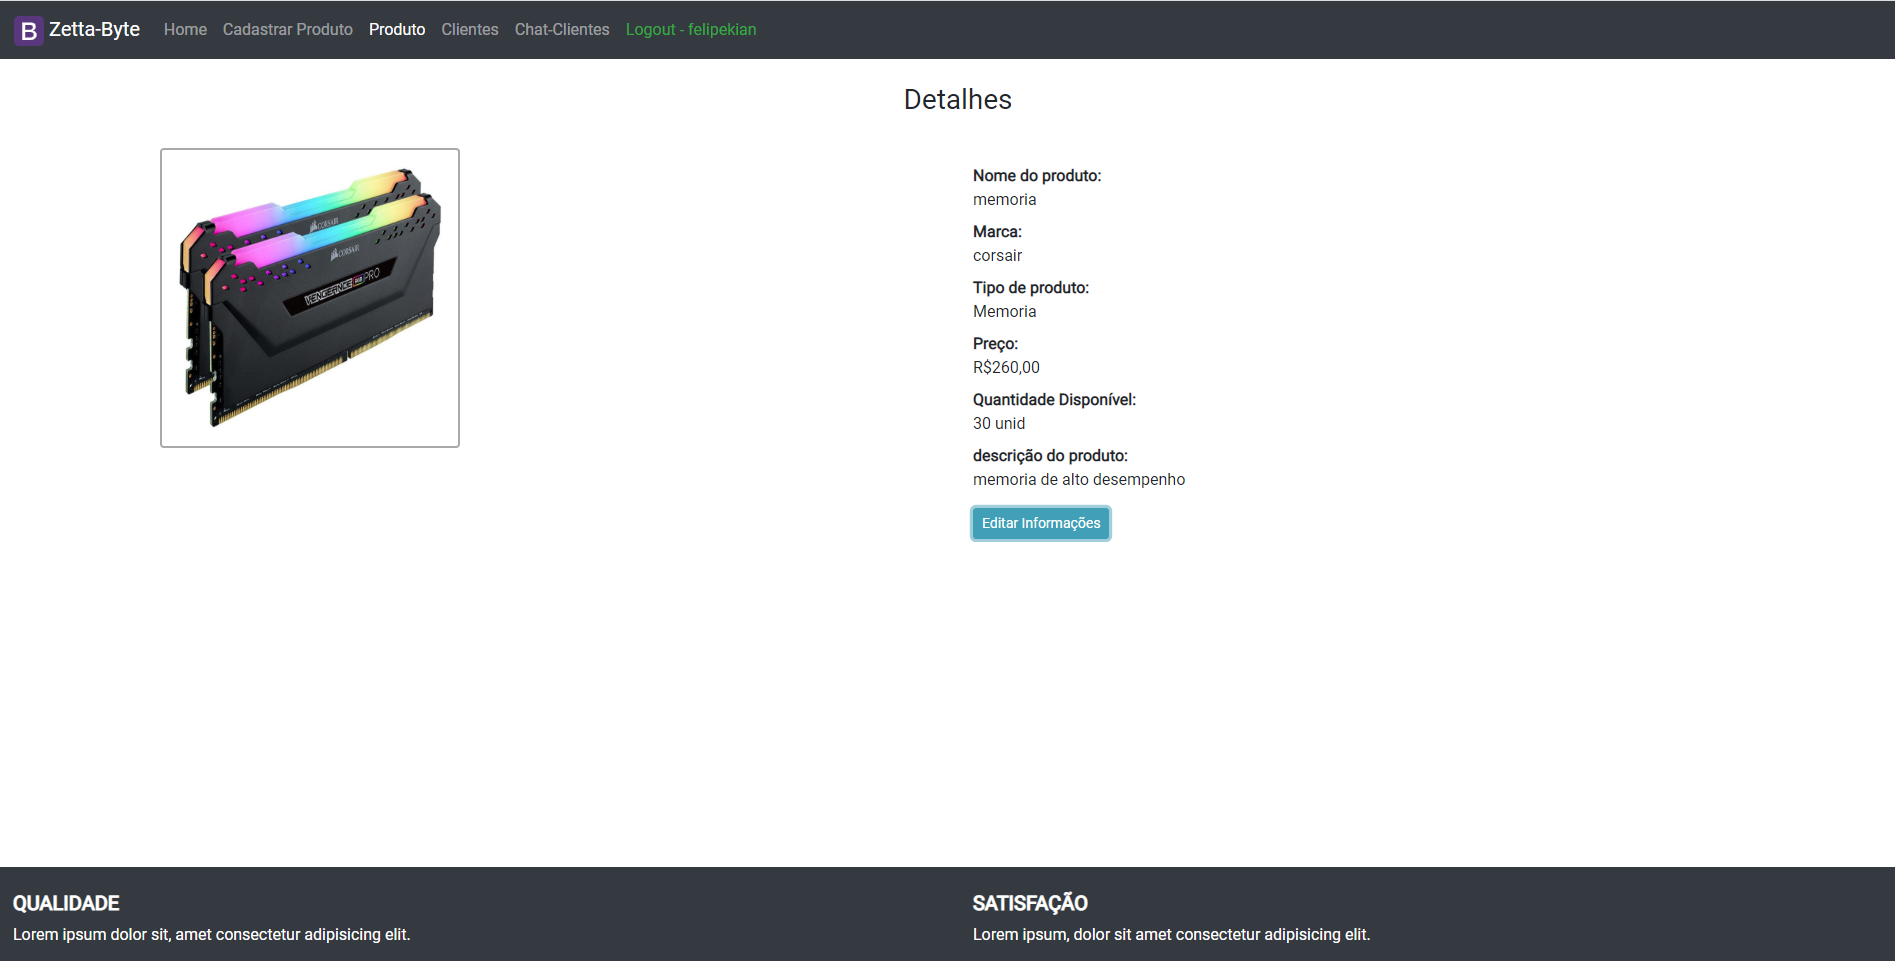 B Zetta-Byte Home Cadastrar Produto Produto Clientes Chat-Clientes Logout - felipekian
Detalhes
CORSAIR
CORSAIR
VENGEANCE RGB PRO
Nome do produto:
memoria
Marca:
corsair
Tipo de produto:
Memoria
Preço:
R$260,00
Quantidade Disponível:
30 unid
descrição do produto:
memoria de alto desempenho
Editar Informações
QUALIDADE
Lorem ipsum dolor sit, amet consectetur adipisicing elit.
SATISFAÇÃO
Lorem ipsum, dolor sit amet consectetur adipisicing elit.